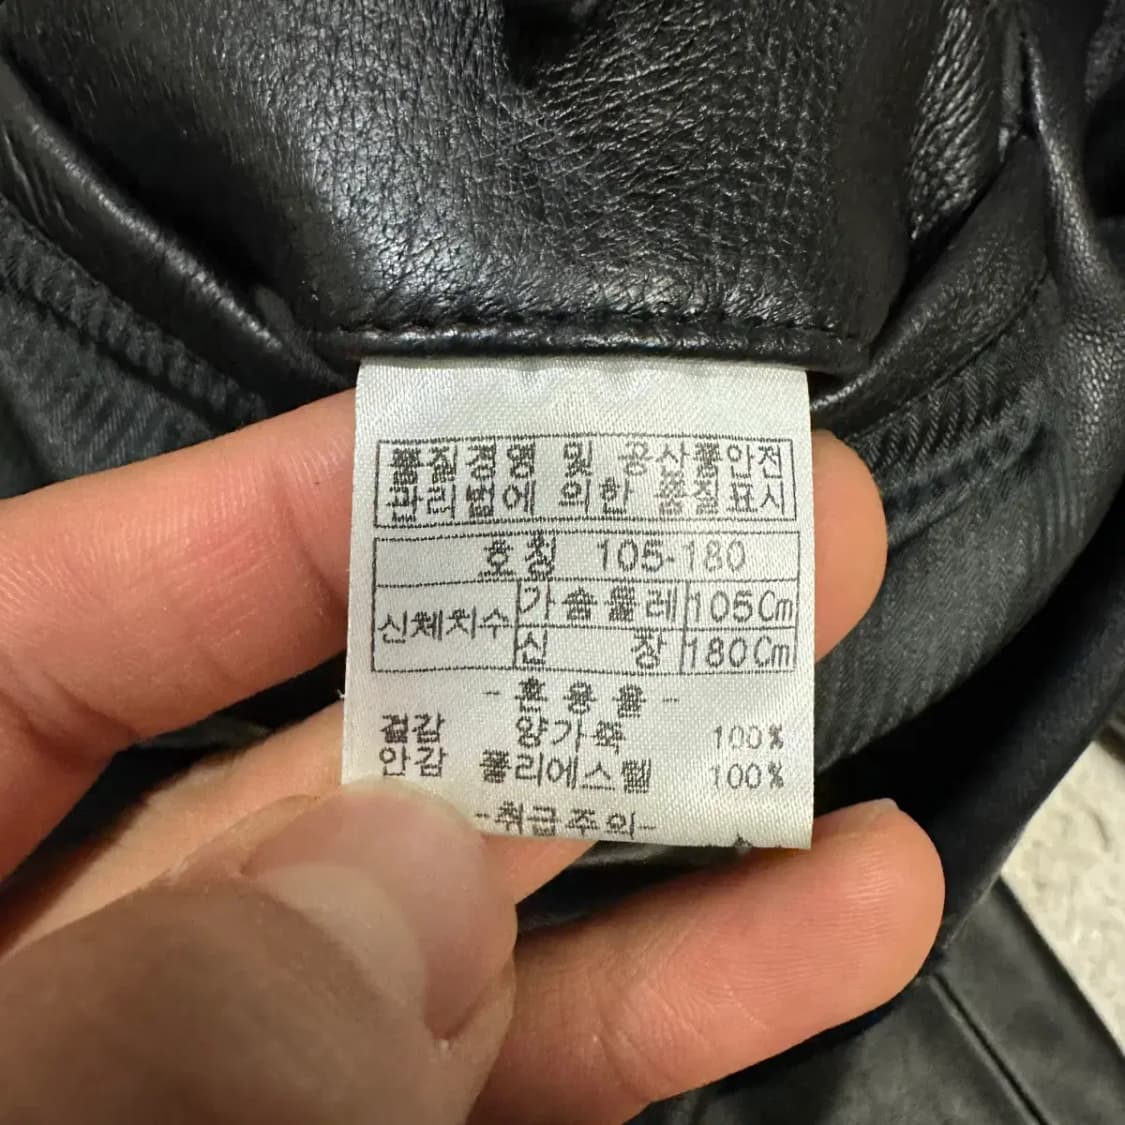 품질경영 및 공산품안전
관리법에 의한 품질표시
호칭 105-180
신체치수 가슴둘레 105Cm
신장 180Cm
-혼용율-
겉감 양가죽 100%
안감 폴리에스텔 100%
-취급주의-